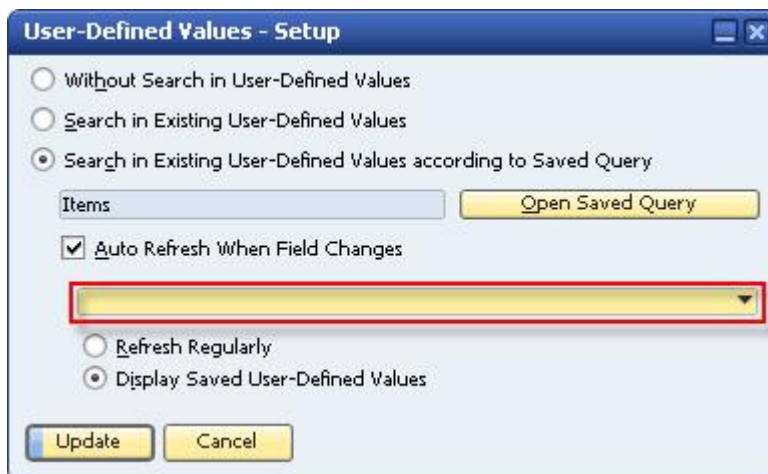 User-Defined Values - Setup
Without Search in User-Defined Values
Search in Existing User-Defined Values
Search in Existing User-Defined Values according to Saved Query
Items
Open Saved Query
Auto Refresh When Field Changes
Refresh Regularly
Display Saved User-Defined Values
Update
Cancel